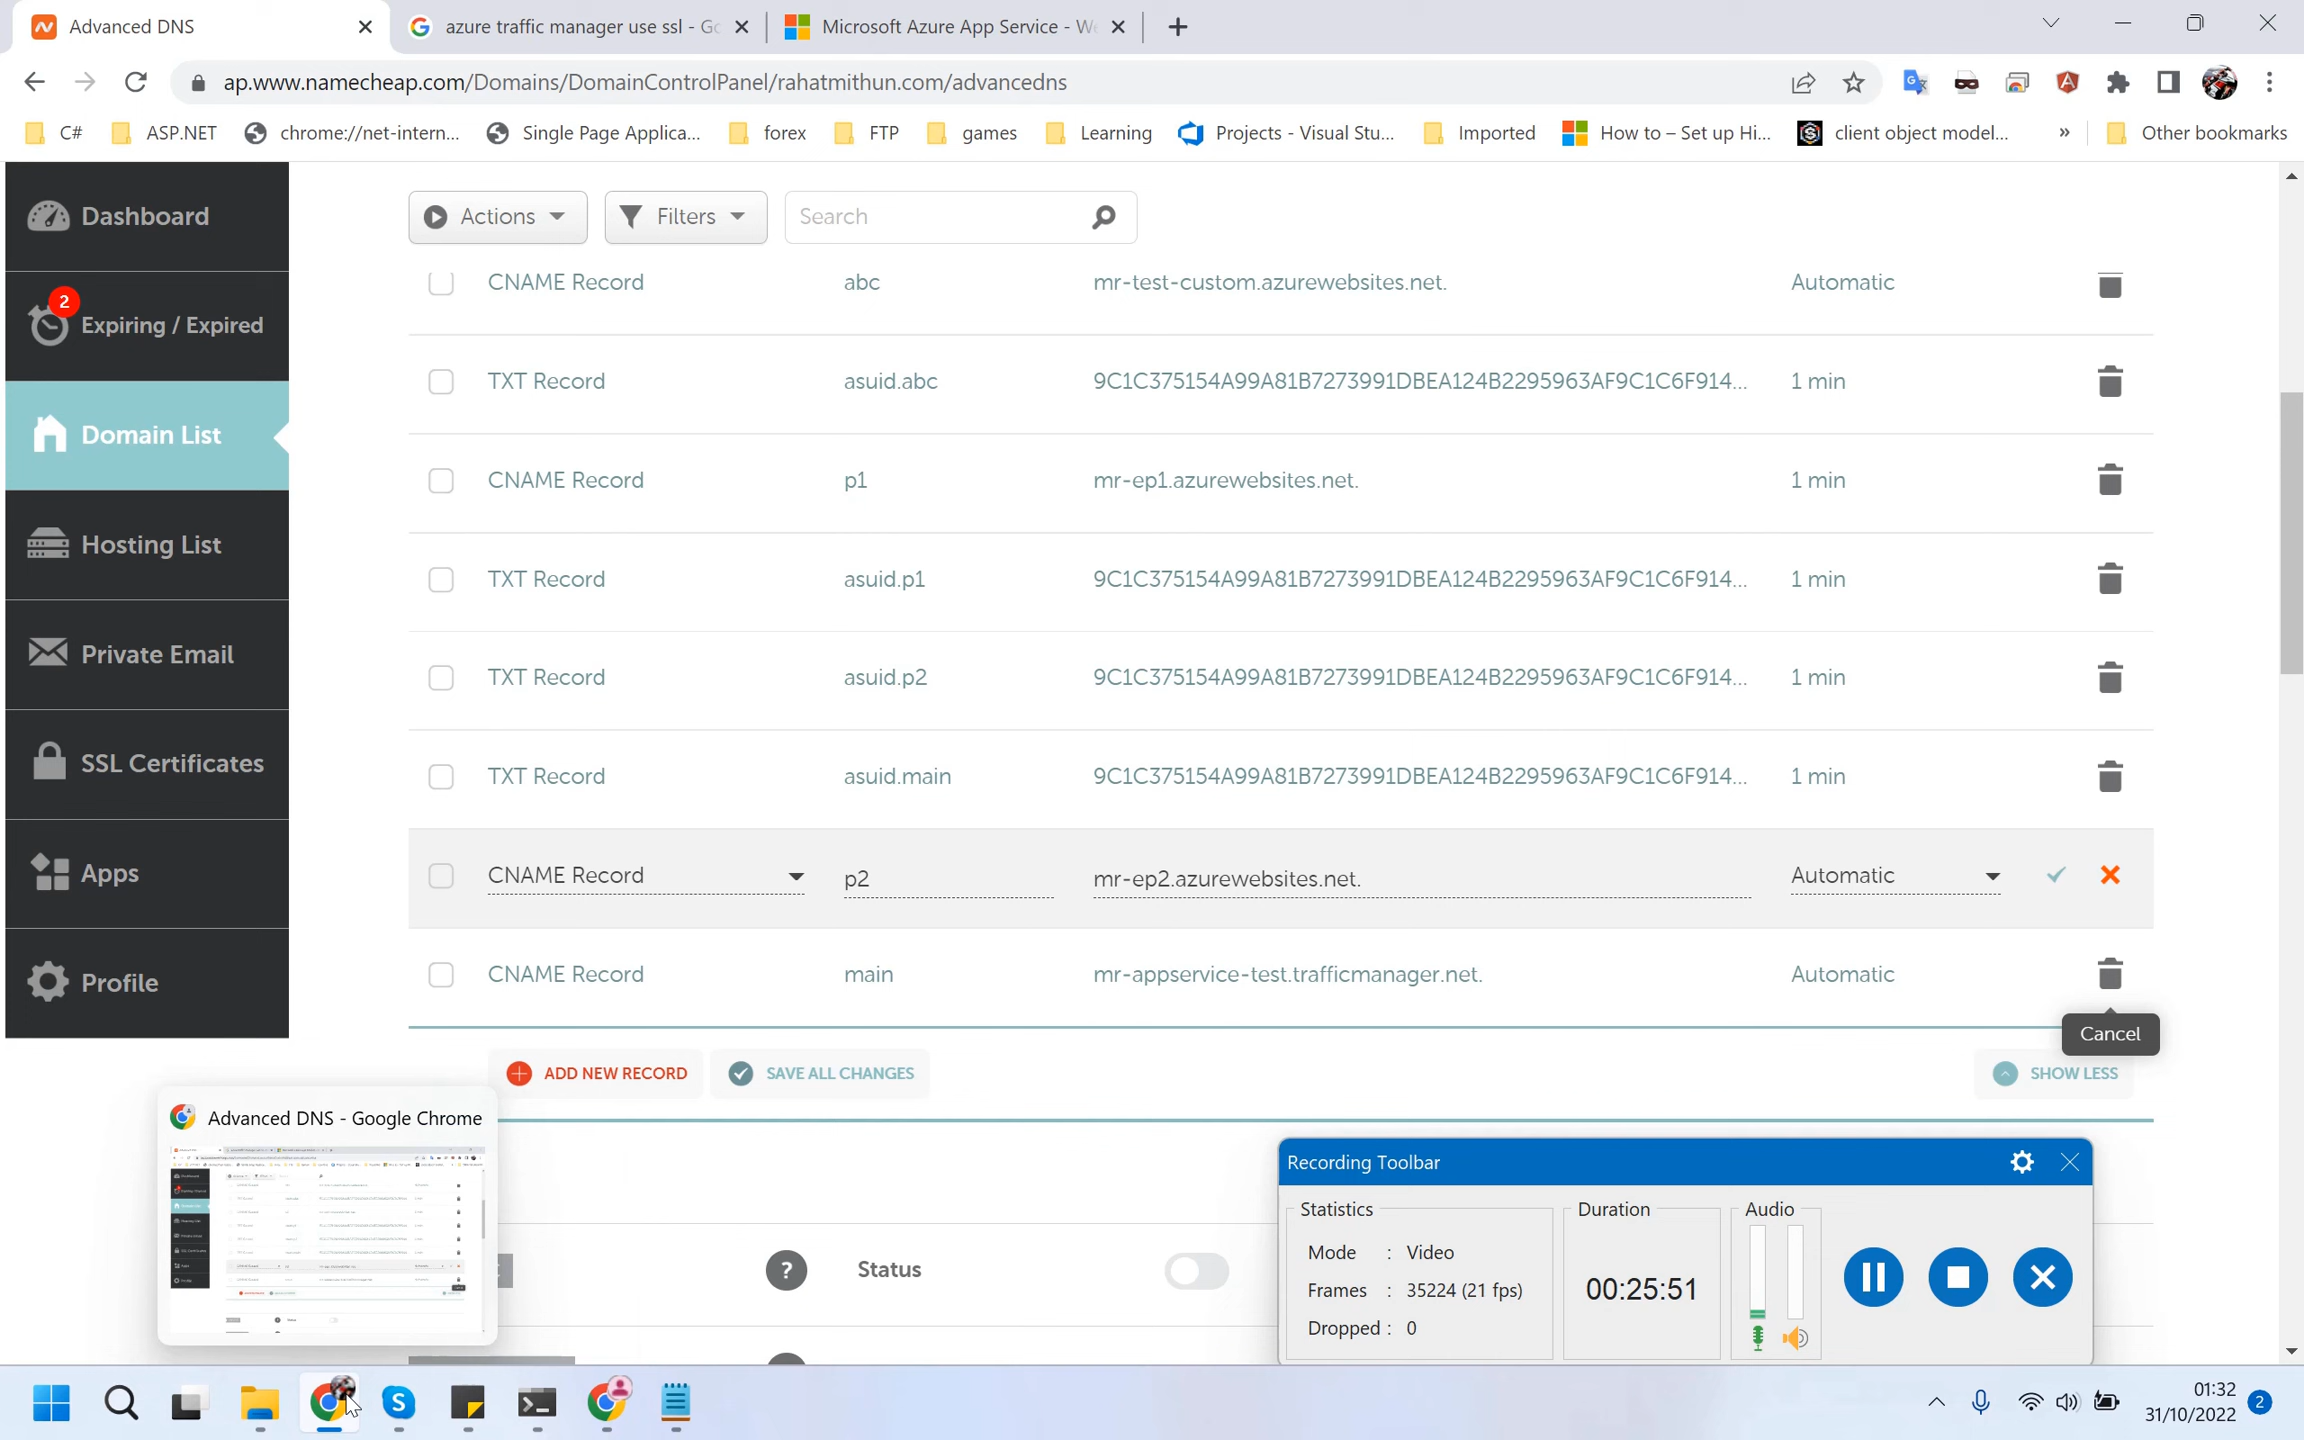 Advanced DNS
azure traffic manager use ssl - Go
Microsoft Azure App Service - We
ap.www.namecheap.com/Domains/DomainControlPanel/rahatmithun.com/advancedns
C#
ASP.NET
chrome://net-intern...
Single Page Applica...
forex
FTP
games
Learning
Projects - Visual Stu...
Imported
How to – Set up Hi...
client object model...
»
Other bookmarks
Dashboard
2
Expiring / Expired
Domain List
Hosting List
Private Email
SSL Certificates
Apps
Profile
Actions
Filters
Search
CNAME Record abc mr-test-custom.azurewebsites.net. Automatic
TXT Record asuid.abc 9C1C375154A99A81B7273991DBEA124B2295963AF9C1C6F914... 1 min
CNAME Record p1 mr-ep1.azurewebsites.net. 1 min
TXT Record asuid.p1 9C1C375154A99A81B7273991DBEA124B2295963AF9C1C6F914... 1 min
TXT Record asuid.p2 9C1C375154A99A81B7273991DBEA124B2295963AF9C1C6F914... 1 min
TXT Record asuid.main 9C1C375154A99A81B7273991DBEA124B2295963AF9C1C6F914... 1 min
CNAME Record p2 mr-ep2.azurewebsites.net. Automatic
CNAME Record main mr-appservice-test.trafficmanager.net. Automatic
Cancel
ADD NEW RECORD
SAVE ALL CHANGES
SHOW LESS
Advanced DNS - Google Chrome
? Status
Recording Toolbar
Statistics
Mode : Video
Frames : 35224 (21 fps)
Dropped : 0
Duration
00:25:51
Audio
01:32
31/10/2022
2